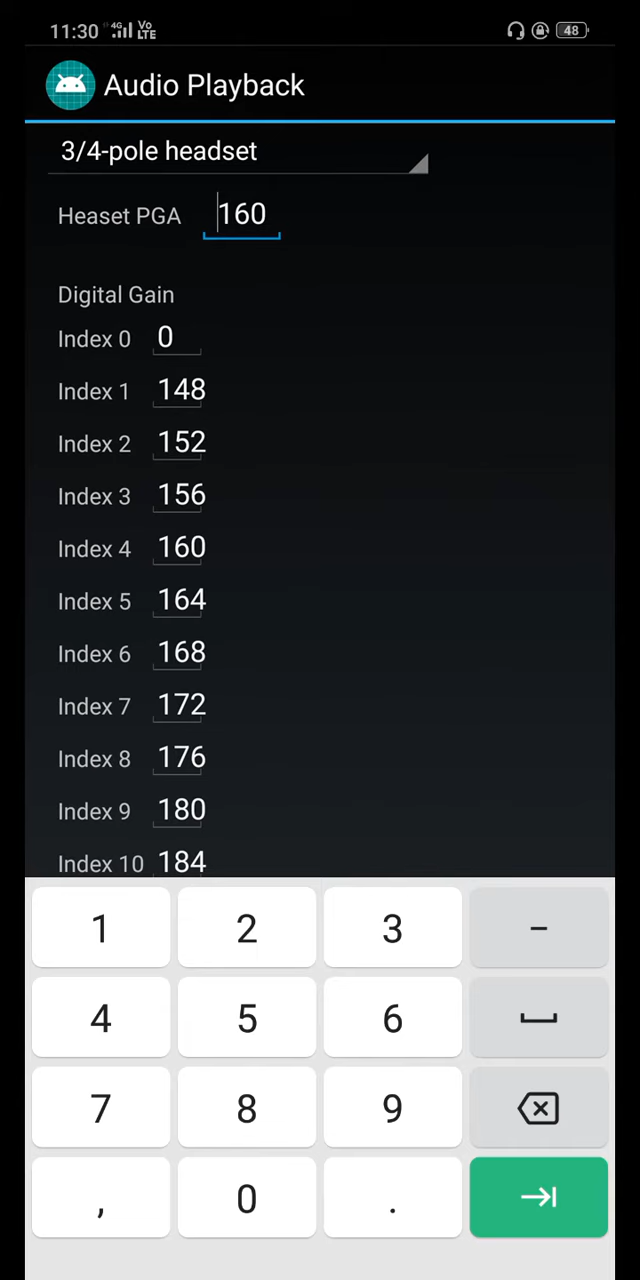 11:30 4G Vo LTE 48
Audio Playback
3/4-pole headset
Heaset PGA 160
Digital Gain
Index 0 0
Index 1 148
Index 2 152
Index 3 156
Index 4 160
Index 5 164
Index 6 168
Index 7 172
Index 8 176
Index 9 180
Index 10 184
1 2 3 −
4 5 6
7 8 9
, 0 .